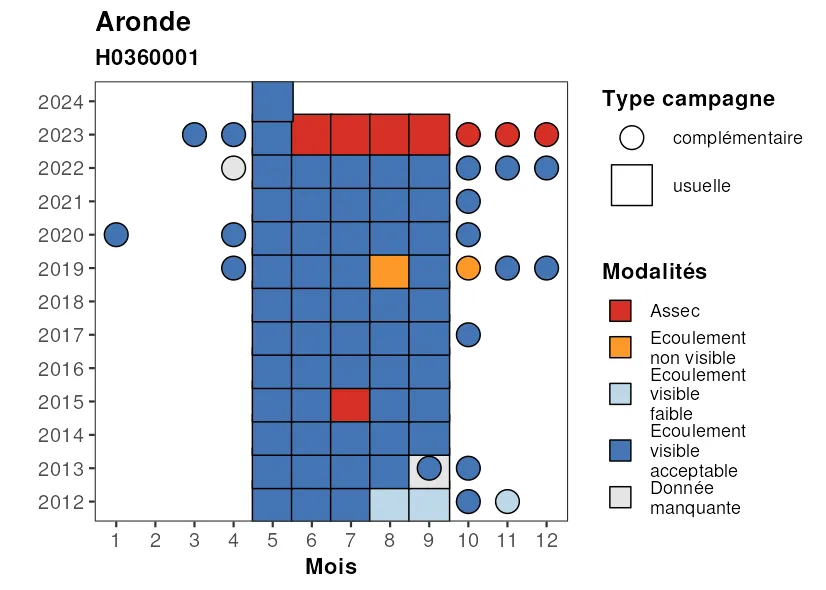 Aronde
H0360001
2024
2023
2022
2021
2020
2019
2018
2017
2016
2015
2014
2013
2012
1 2 3 4 5 6 7 8 9 10 11 12
Mois
Type campagne
complémentaire
usuelle
Modalités
Assec
Ecoulement
non visible
Ecoulement
visible
faible
Ecoulement
visible
acceptable
Donnée
manquante